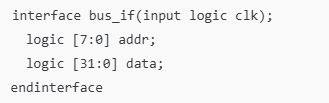 interface bus_if(input logic clk);
  logic [7:0] addr;
  logic [31:0] data;
endinterface